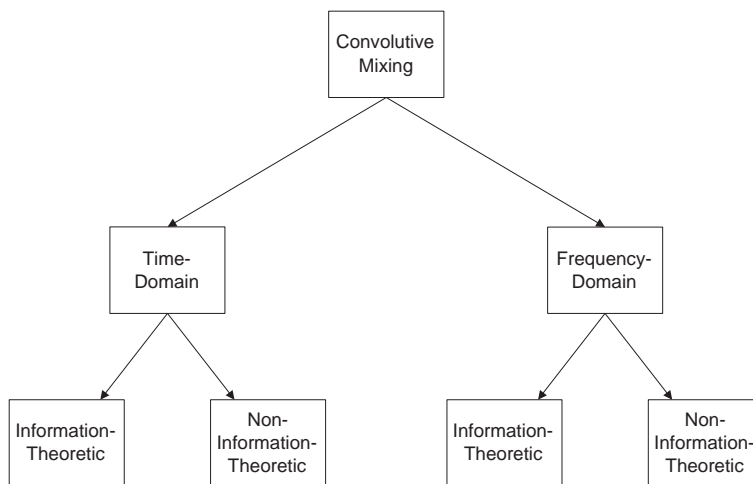 Convolutive
Mixing
Time-
Domain
Frequency-
Domain
Information-
Theoretic
Non-
Information-
Theoretic
Information-
Theoretic
Non-
Information-
Theoretic